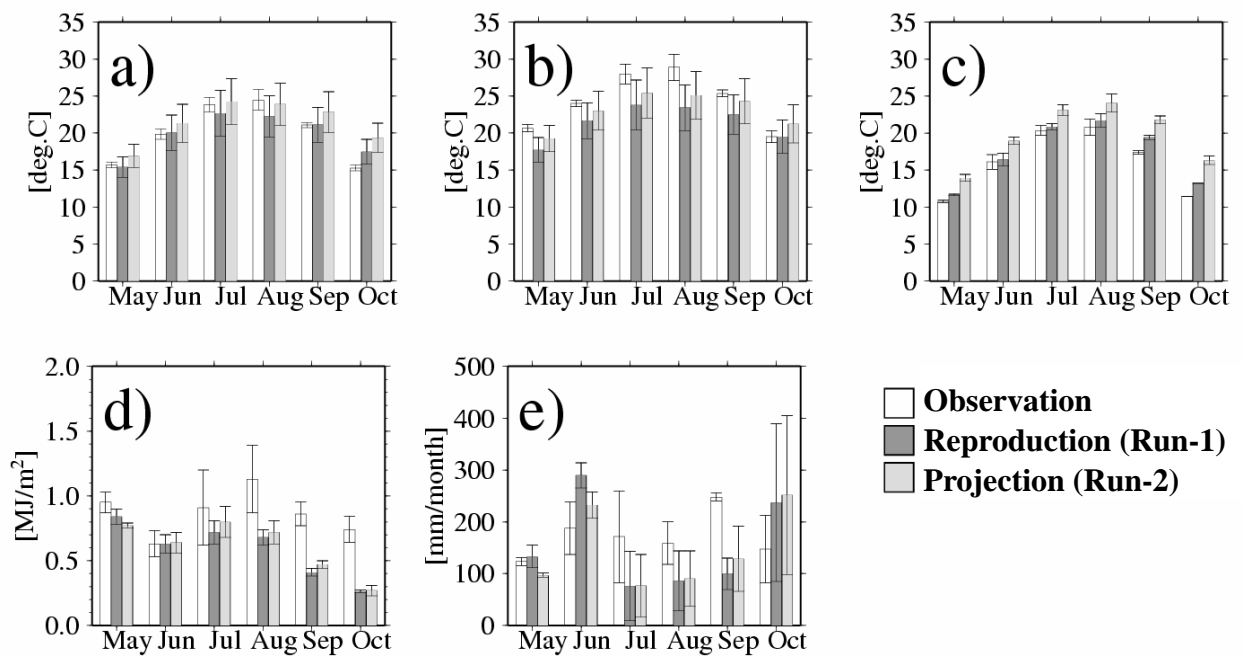 35
30
25
20
15
10
5
0
[deg.C]
a)
May Jun Jul Aug Sep Oct
35
30
25
20
15
10
5
0
[deg.C]
b)
May Jun Jul Aug Sep Oct
35
30
25
20
15
10
5
0
[deg.C]
c)
May Jun Jul Aug Sep Oct
2.0
1.5
1.0
0.5
0.0
[MJ/m²]
d)
May Jun Jul Aug Sep Oct
500
400
300
200
100
0
[mm/month]
e)
May Jun Jul Aug Sep Oct
Observation
Reproduction (Run-1)
Projection (Run-2)